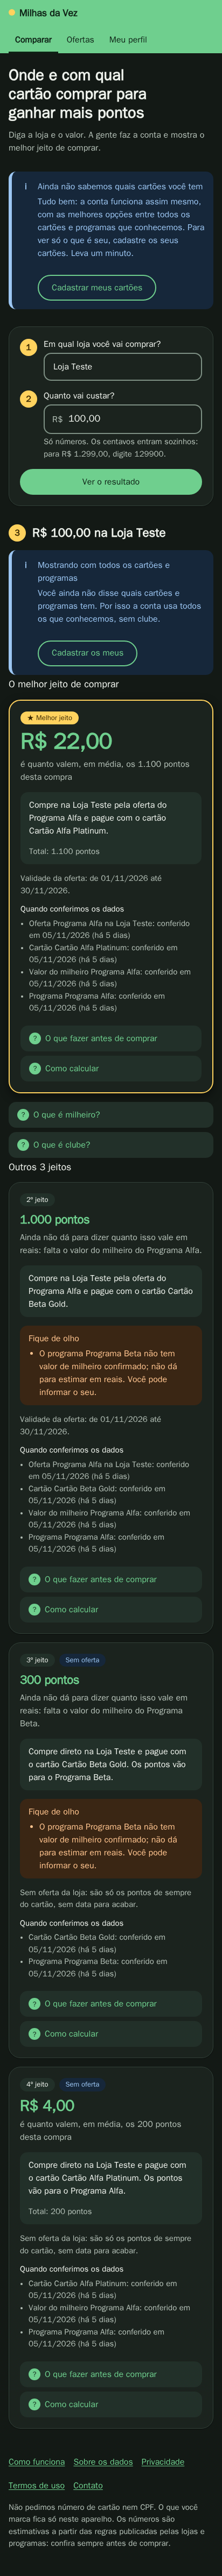 Milhas da Vez
Comparar Ofertas Meu perfil
Onde e com qual
cartão comprar para
ganhar mais pontos
Diga a loja e o valor. A gente faz a conta e mostra o
melhor jeito de comprar.
i Ainda não sabemos quais cartões você tem
Tudo bem: a conta funciona assim mesmo,
com as melhores opções entre todos os
cartões e programas que conhecemos. Para
ver só o que é seu, cadastre os seus
cartões. Leva um minuto.
Cadastrar meus cartões
1 Em qual loja você vai comprar?
Loja Teste
2 Quanto vai custar?
R$ 100,00
Só números. Os centavos entram sozinhos:
para R$ 1.299,00, digite 129900.
Ver o resultado
3 R$ 100,00 na Loja Teste
i Mostrando com todos os cartões e
programas
Você ainda não disse quais cartões e
programas tem. Por isso a conta usa todos
os que conhecemos, sem clube.
Cadastrar os meus
O melhor jeito de comprar
★ Melhor jeito
R$ 22,00
é quanto valem, em média, os 1.100 pontos
desta compra
Compre na Loja Teste pela oferta do
Programa Alfa e pague com o cartão
Cartão Alfa Platinum.
Total: 1.100 pontos
Validade da oferta: de 01/11/2026 até
30/11/2026.
Quando conferimos os dados
• Oferta Programa Alfa na Loja Teste: conferido
em 05/11/2026 (há 5 dias)
• Cartão Cartão Alfa Platinum: conferido em
05/11/2026 (há 5 dias)
• Valor do milheiro Programa Alfa: conferido em
05/11/2026 (há 5 dias)
• Programa Programa Alfa: conferido em
05/11/2026 (há 5 dias)
? O que fazer antes de comprar
? Como calcular
? O que é milheiro?
? O que é clube?
Outros 3 jeitos
2º jeito
1.000 pontos
Ainda não dá para dizer quanto isso vale em
reais: falta o valor do milheiro do Programa Alfa.
Compre na Loja Teste pela oferta do
Programa Alfa e pague com o cartão Cartão
Beta Gold.
Fique de olho
• O programa Programa Beta não tem
valor de milheiro confirmado; não dá
para estimar em reais. Você pode
informar o seu.
Validade da oferta: de 01/11/2026 até
30/11/2026.
Quando conferimos os dados
• Oferta Programa Alfa na Loja Teste: conferido
em 05/11/2026 (há 5 dias)
• Cartão Cartão Beta Gold: conferido em
05/11/2026 (há 5 dias)
• Valor do milheiro Programa Alfa: conferido em
05/11/2026 (há 5 dias)
• Programa Programa Alfa: conferido em
05/11/2026 (há 5 dias)
? O que fazer antes de comprar
? Como calcular
3º jeito Sem oferta
300 pontos
Ainda não dá para dizer quanto isso vale em
reais: falta o valor do milheiro do Programa
Beta.
Compre direto na Loja Teste e pague com
o cartão Cartão Beta Gold. Os pontos vão
para o Programa Beta.
Fique de olho
• O programa Programa Beta não tem
valor de milheiro confirmado; não dá
para estimar em reais. Você pode
informar o seu.
Sem oferta da loja: são só os pontos de sempre
do cartão, sem data para acabar.
Quando conferimos os dados
• Cartão Cartão Beta Gold: conferido em
05/11/2026 (há 5 dias)
• Programa Programa Beta: conferido em
05/11/2026 (há 5 dias)
? O que fazer antes de comprar
? Como calcular
4º jeito Sem oferta
R$ 4,00
é quanto valem, em média, os 200 pontos
desta compra
Compre direto na Loja Teste e pague com
o cartão Cartão Alfa Platinum. Os pontos
vão para o Programa Alfa.
Total: 200 pontos
Sem oferta da loja: são só os pontos de sempre
do cartão, sem data para acabar.
Quando conferimos os dados
• Cartão Cartão Alfa Platinum: conferido em
05/11/2026 (há 5 dias)
• Valor do milheiro Programa Alfa: conferido em
05/11/2026 (há 5 dias)
• Programa Programa Alfa: conferido em
05/11/2026 (há 5 dias)
? O que fazer antes de comprar
? Como calcular
Como funciona Sobre os dados Privacidade
Termos de uso Contato
Não pedimos número de cartão nem CPF. O que você
marca fica só neste aparelho. Os números são
estimativas a partir das regras publicadas pelas lojas e
programas: confira sempre antes de comprar.